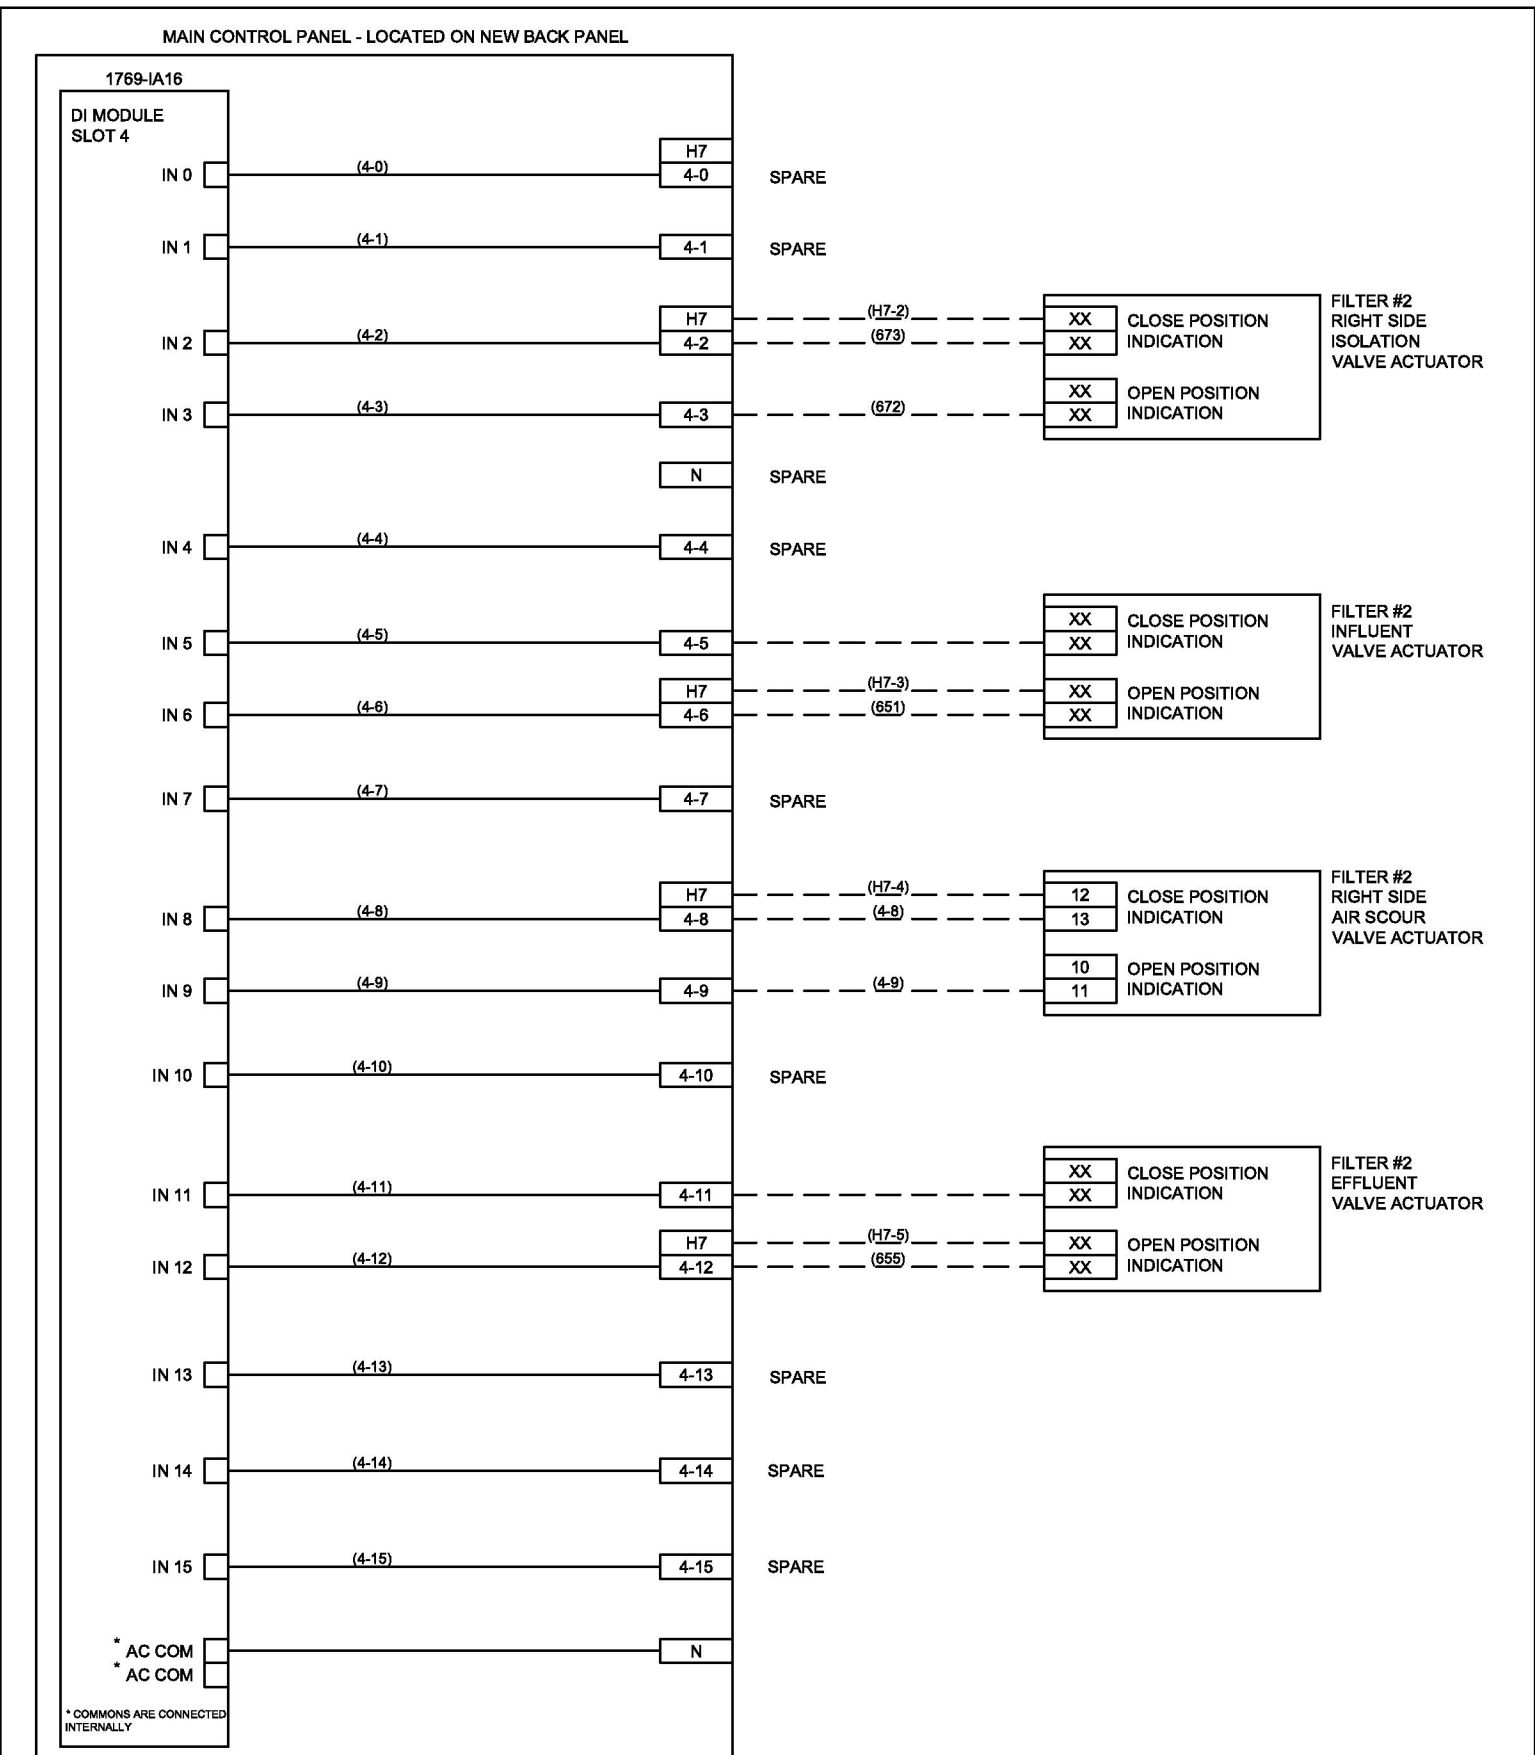 MAIN CONTROL PANEL - LOCATED ON NEW BACK PANEL
1769-IA16
DI MODULE
SLOT 4
H7
IN 0 (4-0) 4-0 SPARE
IN 1 (4-1) 4-1 SPARE
H7 (H7-2) XX CLOSE POSITION
IN 2 (4-2) 4-2 (673) XX INDICATION
FILTER #2
RIGHT SIDE
ISOLATION
VALVE ACTUATOR
XX OPEN POSITION
IN 3 (4-3) 4-3 (672) XX INDICATION
N SPARE
IN 4 (4-4) 4-4 SPARE
XX CLOSE POSITION
IN 5 (4-5) 4-5 XX INDICATION
FILTER #2
INFLUENT
VALVE ACTUATOR
H7 (H7-3) XX OPEN POSITION
IN 6 (4-6) 4-6 (651) XX INDICATION
IN 7 (4-7) 4-7 SPARE
H7 (H7-4) 12 CLOSE POSITION
IN 8 (4-8) 4-8 (4-8) 13 INDICATION
FILTER #2
RIGHT SIDE
AIR SCOUR
VALVE ACTUATOR
10 OPEN POSITION
IN 9 (4-9) 4-9 (4-9) 11 INDICATION
IN 10 (4-10) 4-10 SPARE
XX CLOSE POSITION
IN 11 (4-11) 4-11 XX INDICATION
FILTER #2
EFFLUENT
VALVE ACTUATOR
H7 (H7-5) XX OPEN POSITION
IN 12 (4-12) 4-12 (655) XX INDICATION
IN 13 (4-13) 4-13 SPARE
IN 14 (4-14) 4-14 SPARE
IN 15 (4-15) 4-15 SPARE
* AC COM N
* AC COM
* COMMONS ARE CONNECTED
INTERNALLY